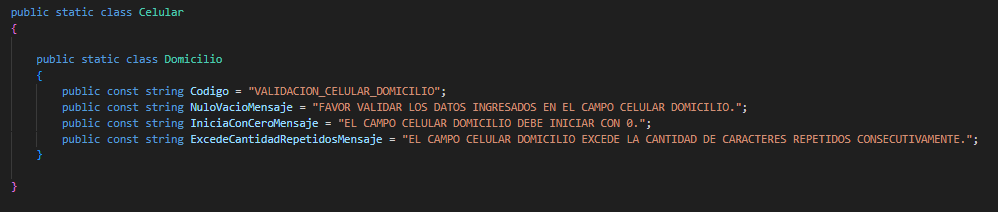 public static class Celular
{
public static class Domicilio
{
public const string Codigo = "VALIDACION_CELULAR_DOMICILIO";
public const string NuloVacioMensaje = "FAVOR VALIDAR LOS DATOS INGRESADOS EN EL CAMPO CELULAR DOMICILIO.";
public const string IniciaConCeroMensaje = "EL CAMPO CELULAR DOMICILIO DEBE INICIAR CON 0.";
public const string ExcedeCantidadRepetidosMensaje = "EL CAMPO CELULAR DOMICILIO EXCEDE LA CANTIDAD DE CARACTERES REPETIDOS CONSECUTIVAMENTE.";
}
}